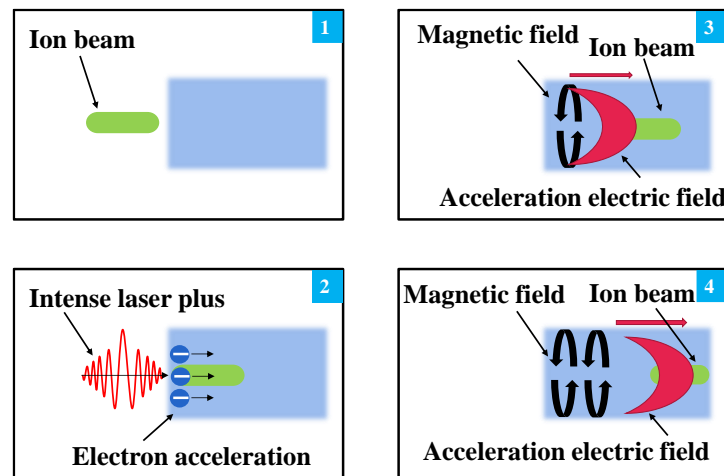 1
Ion beam
2
Intense laser plus
Electron acceleration
3
Magnetic field
Ion beam
Acceleration electric field
4
Magnetic field
Ion beam
Acceleration electric field